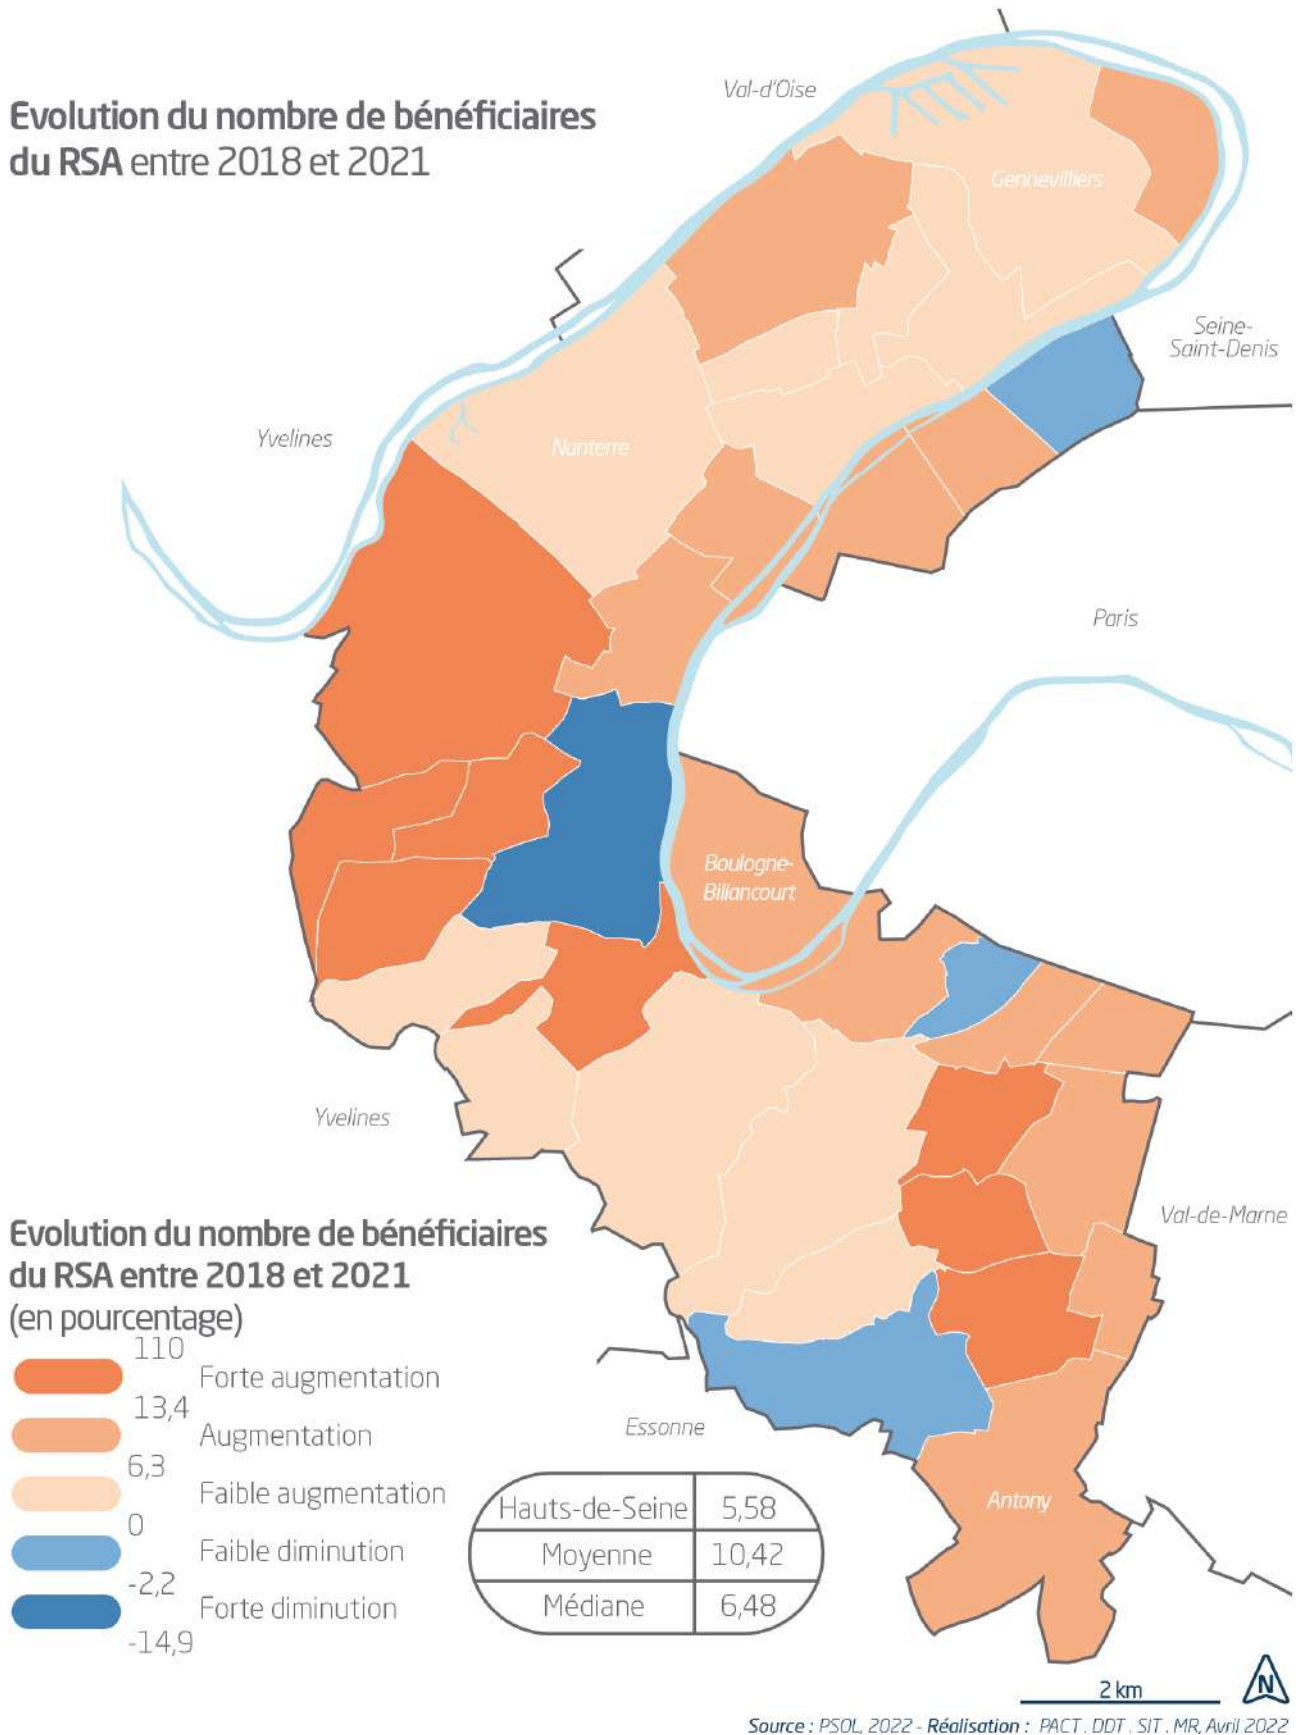 Evolution du nombre de bénéficiaires
du RSA entre 2018 et 2021
Val-d'Oise
Gennevilliers
Seine-
Saint-Denis
Yvelines
Nanterre
Paris
Boulogne-
Billancourt
Yvelines
Val-de-Marne
Evolution du nombre de bénéficiaires
du RSA entre 2018 et 2021
(en pourcentage)
110
Forte augmentation
13,4
Augmentation
6,3
Faible augmentation
0
Faible diminution
-2,2
Forte diminution
-14,9
Essonne
Hauts-de-Seine 5,58
Moyenne 10,42
Médiane 6,48
Antony
2 km
N
Source : PSOL, 2022 - Réalisation : PACT . DDT . SIT . MR, Avril 2022